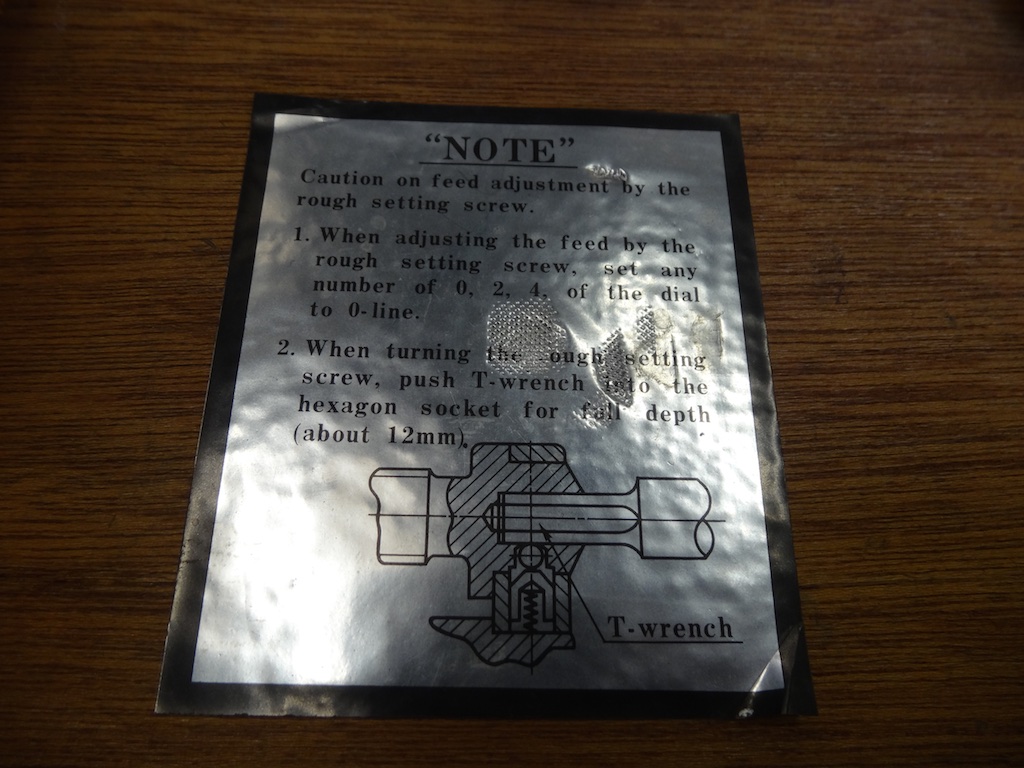 “NOTE”
Caution on feed adjustment by the
rough setting screw.
1. When adjusting the feed by the
rough setting screw, set any
number of 0, 2, 4, of the dial
to 0-line.
2. When turning the rough setting
screw, push T-wrench into the
hexagon socket for full depth
(about 12mm).
T-wrench